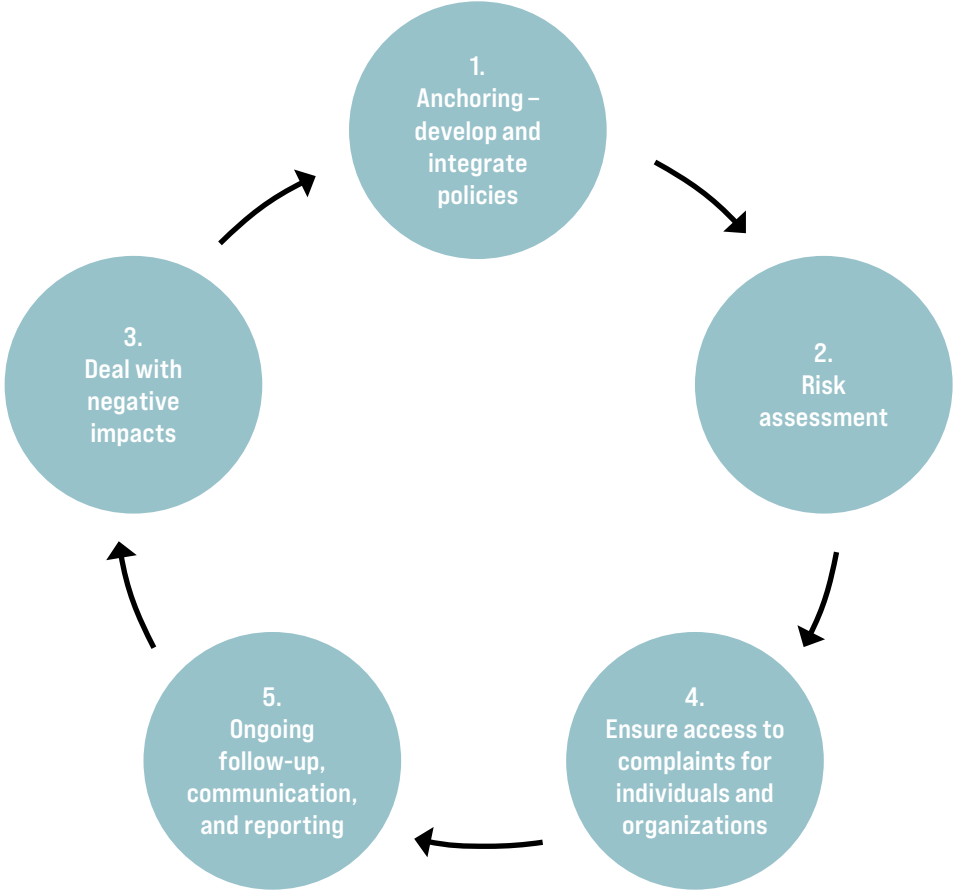 1.
Anchoring –
develop and
integrate
policies
2.
Risk
assessment
3.
Deal with
negative
impacts
4.
Ensure access to
complaints for
individuals and
organizations
5.
Ongoing
follow-up,
communication,
and reporting